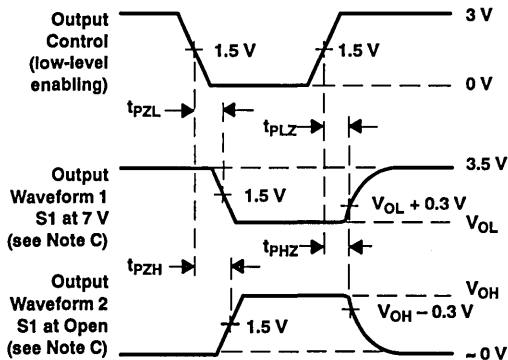 Output
Control
(low-level
enabling)
1.5 V
1.5 V
3 V
0 V
tPZL
tPLZ
Output
Waveform 1
S1 at 7 V
(see Note C)
1.5 V
3.5 V
VOL + 0.3 V
VOL
tPZH
tPHZ
Output
Waveform 2
S1 at Open
(see Note C)
1.5 V
VOH
VOH − 0.3 V
~ 0 V